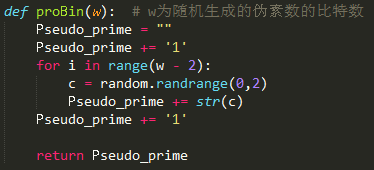 def proBin(w):  # w为随机生成的伪素数的比特数
    Pseudo_prime = ""
    Pseudo_prime += '1'
    for i in range(w - 2):
        c = random.randrange(0,2)
        Pseudo_prime += str(c)
    Pseudo_prime += '1'

    return Pseudo_prime